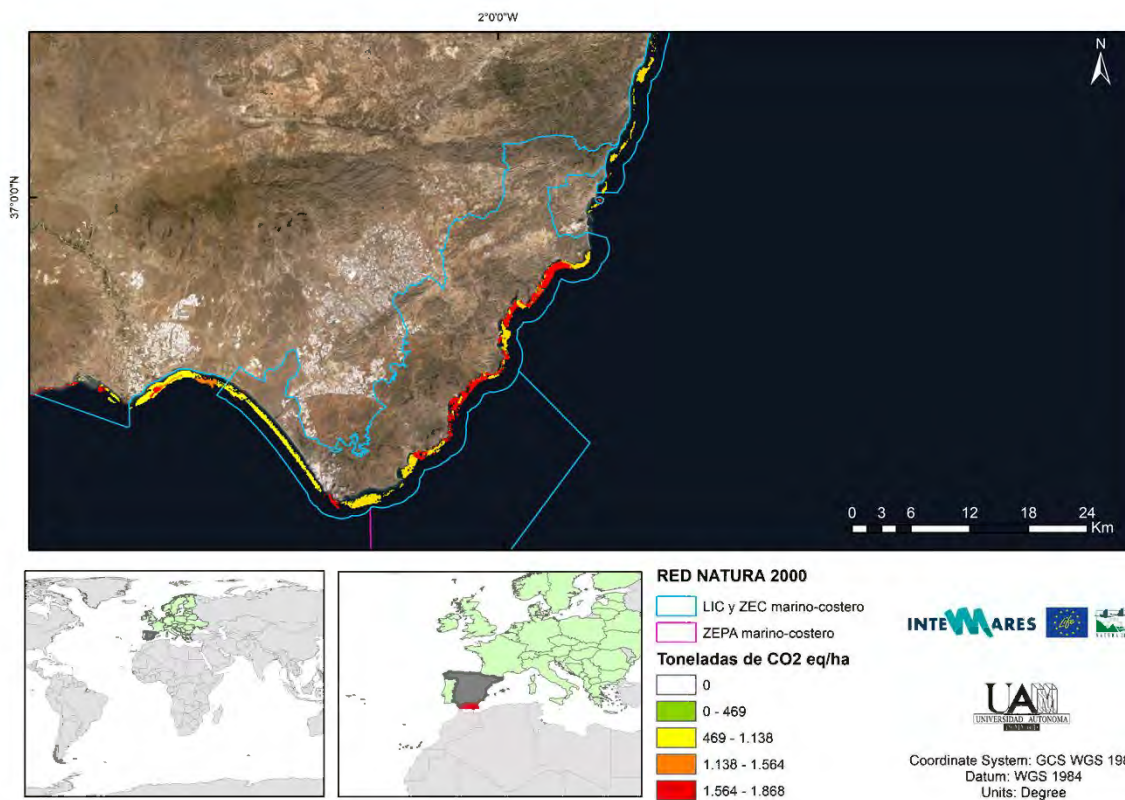 2°0'0"W
37°0'0"N
N
0 3 6 12 18 24
Km
RED NATURA 2000
LIC y ZEC marino-costero
ZEPA marino-costero
Toneladas de CO2 eq/ha
0
0 - 469
469 - 1.138
1.138 - 1.564
1.564 - 1.868
INTEMARES
Life
UAM
UNIVERSIDAD AUTONOMA
Coordinate System: GCS WGS 198
Datum: WGS 1984
Units: Degree